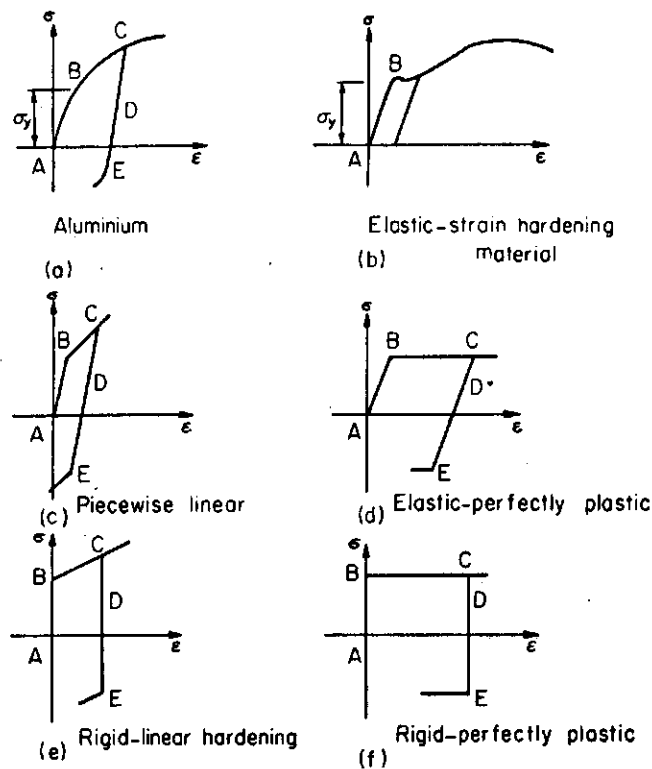 σ
σ
C
B
B
D
σy
σy
A
E
ε
A
ε
Aluminium
Elastic-strain hardening
material
(a)
(b)
σ
σ
C
B
B
C
D
D
A
ε
A
ε
E
E
(c) Piecewise linear
(d) Elastic-perfectly plastic
σ
σ
C
B
B
C
D
D
A
ε
A
ε
E
E
(e) Rigid-linear hardening
(f) Rigid-perfectly plastic